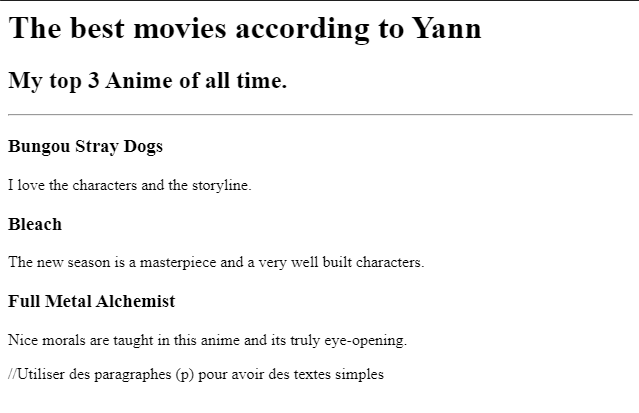 The best movies according to Yann
My top 3 Anime of all time.
Bungou Stray Dogs
I love the characters and the storyline.
Bleach
The new season is a masterpiece and a very well built characters.
Full Metal Alchemist
Nice morals are taught in this anime and its truly eye-opening.
//Utiliser des paragraphes (p) pour avoir des textes simples